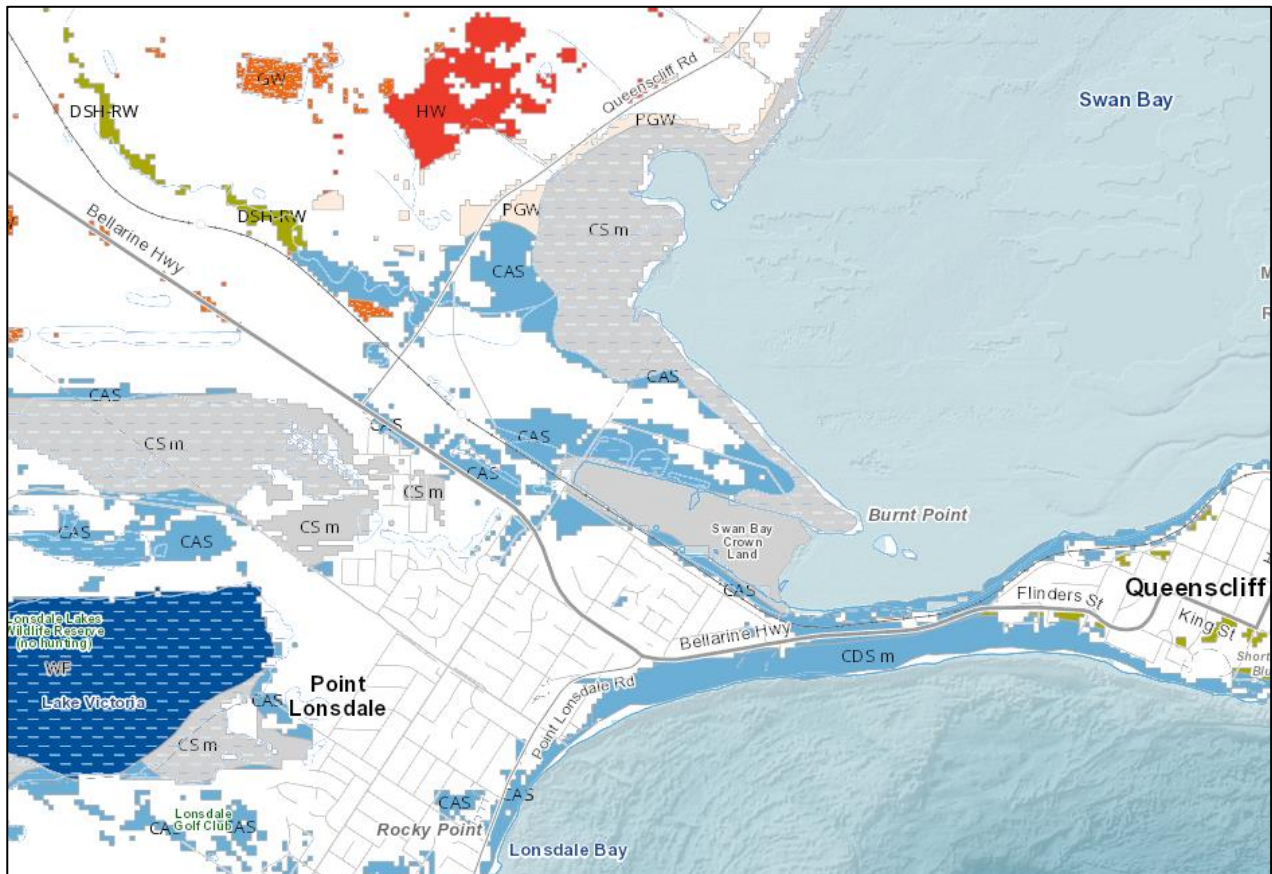 Swan Bay
GW
DSH-RW
HW
Queenscliff Rd
PGW
DSH-RW
PGW
Bellarine Hwy
CS m
CAS
M
R
CAS
CAS
CAS
CS m
CAS
CAS
CS m
Burnt Point
Swan Bay
Crown
Land
CS m
CAS
CAS
CAS
Flinders St
Queenscliff
Lonsdale Lakes
Wildlife Reserve
(no hunting)
King St
Bellarine Hwy
CDS m
WF
Short
Blu
Lake Victoria
Point
Lonsdale
Point Lonsdale Rd
CAS
CS m
CAS
CAS
Lonsdale
Golf Club
CAS
CAS
Rocky Point
Lonsdale Bay